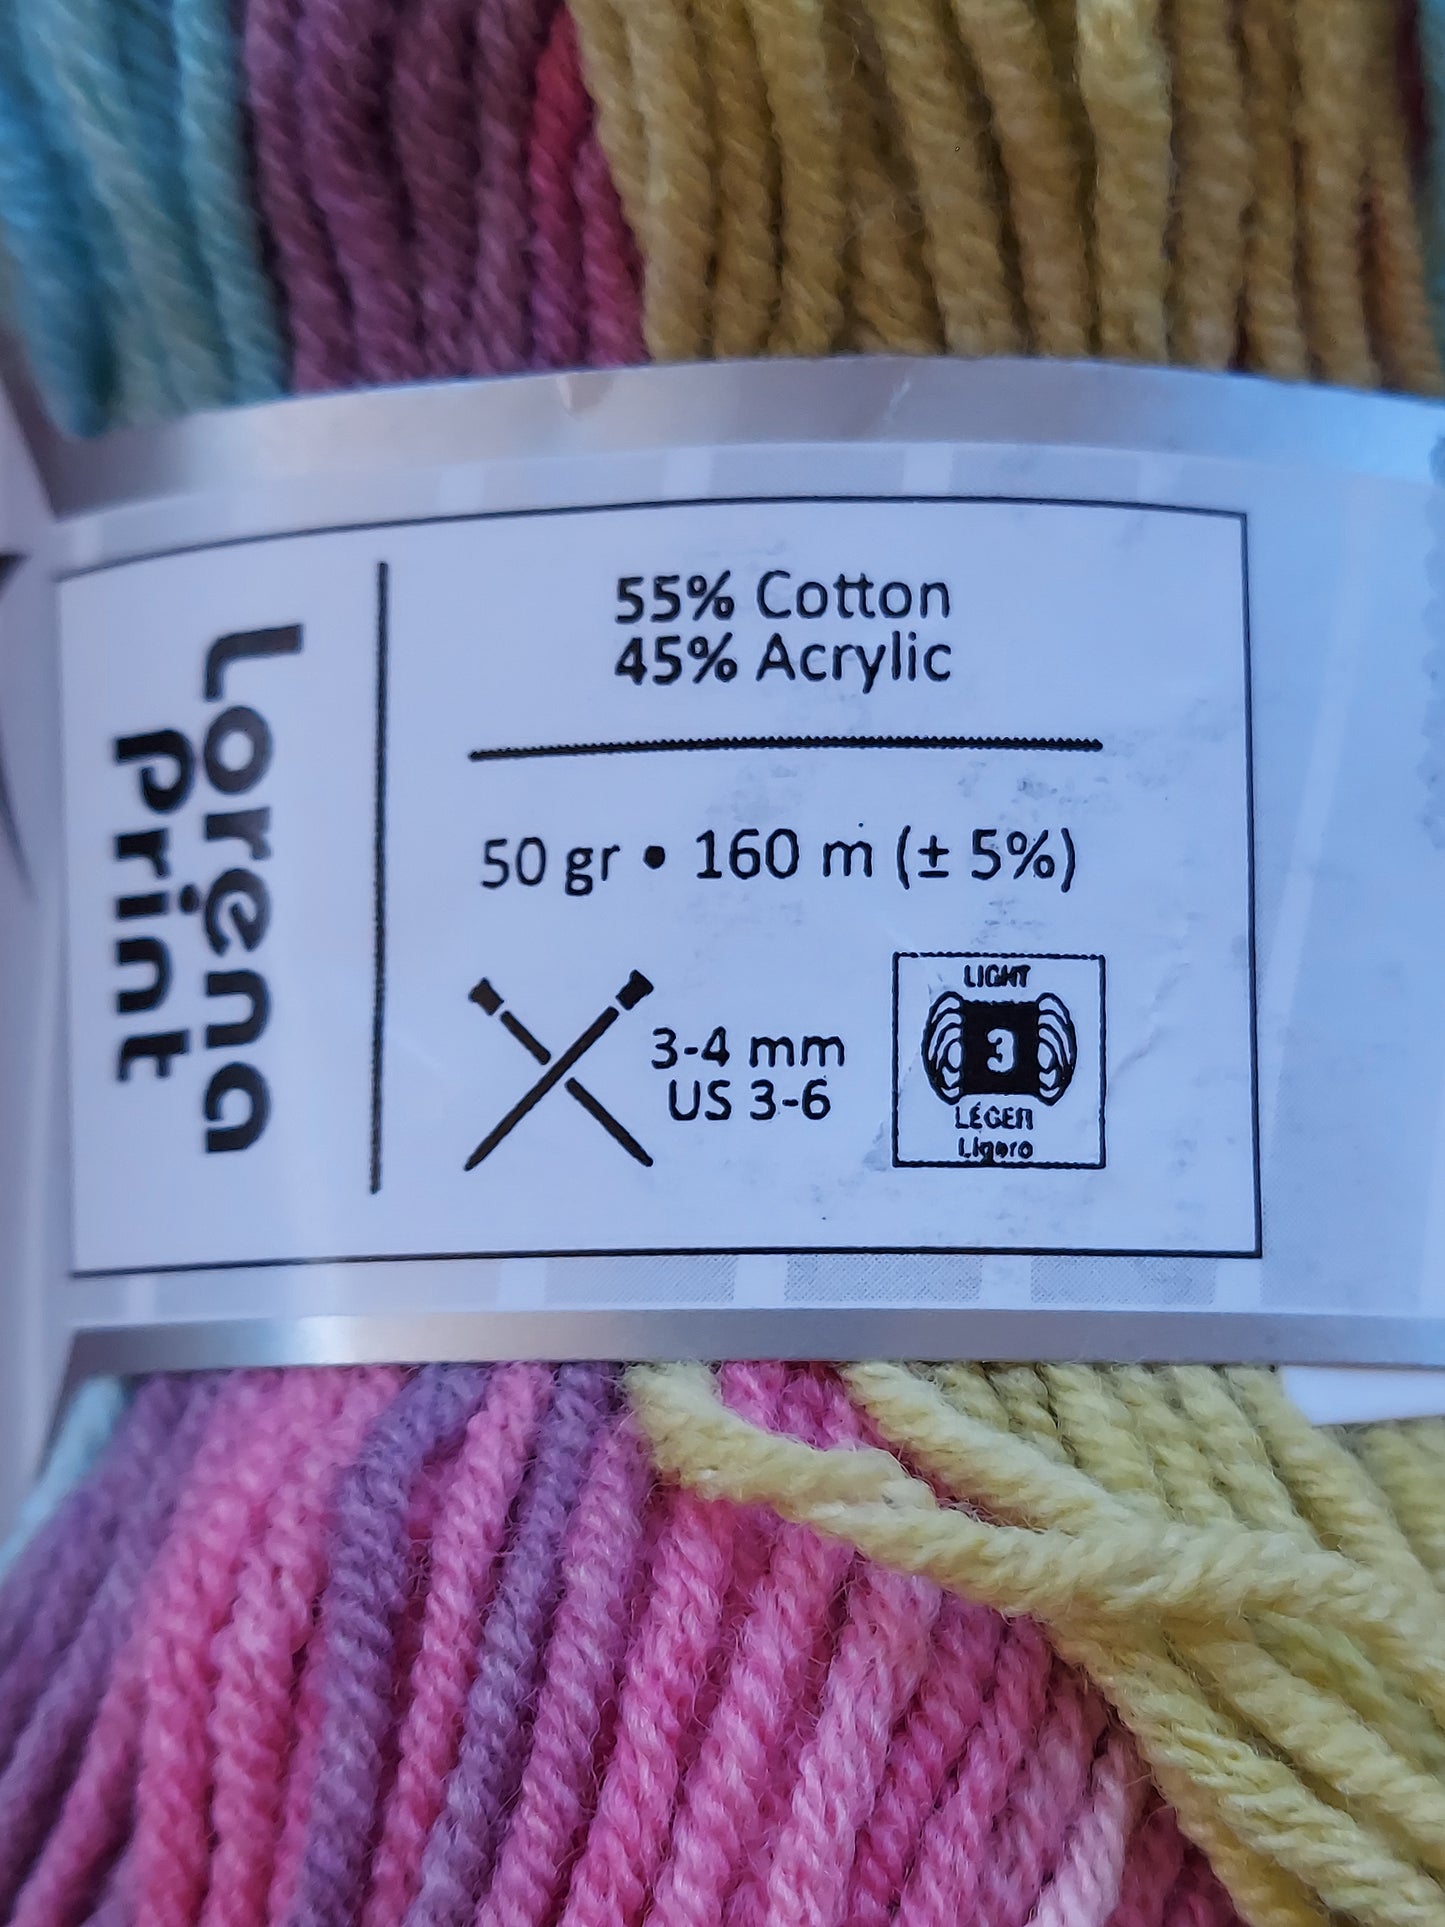 Lorena
Print
55% Cotton
45% Acrylic
50 gr • 160 m (± 5%)
3-4 mm
US 3-6
LIGHT
3
LÉGER
Ligero